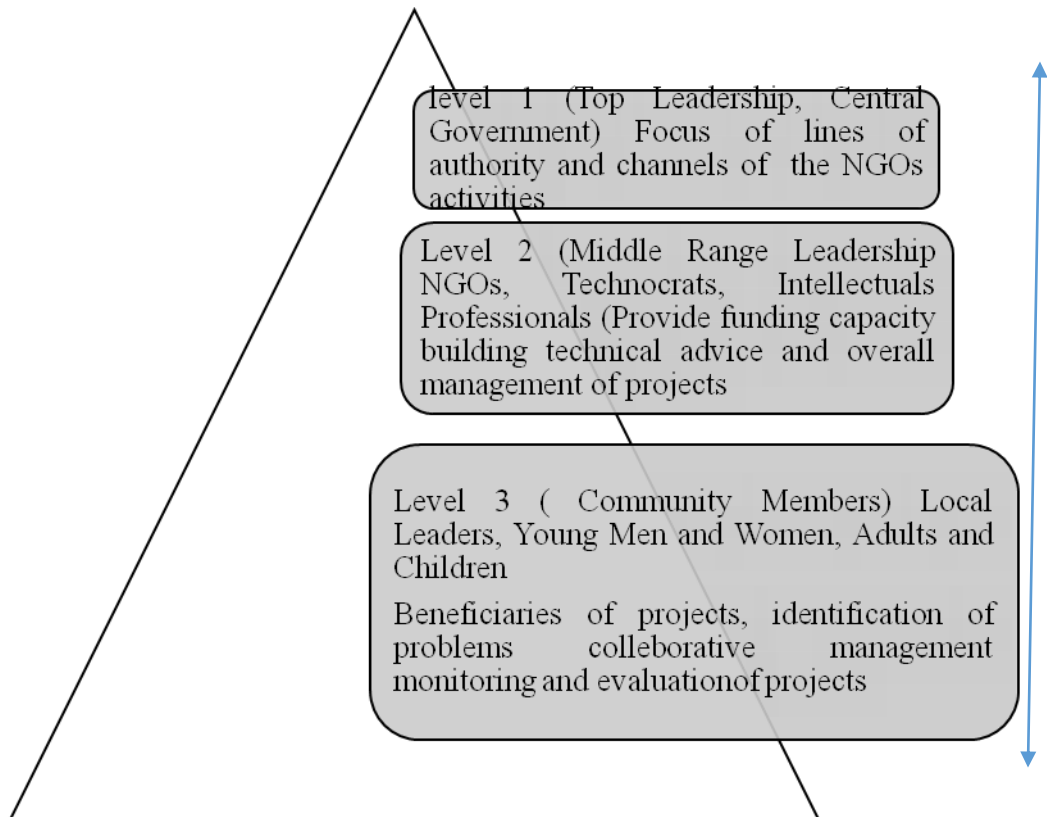 level 1 (Top Leadership, Central
Government) Focus of lines of
authority and channels of the NGOs
activities
Level 2 (Middle Range Leadership
NGOs, Technocrats, Intellectuals
Professionals (Provide funding capacity
building technical advice and overall
management of projects
Level 3 ( Community Members) Local
Leaders, Young Men and Women, Adults and
Children
Beneficiaries of projects, identification of
problems colleborative management
monitoring and evaluationof projects